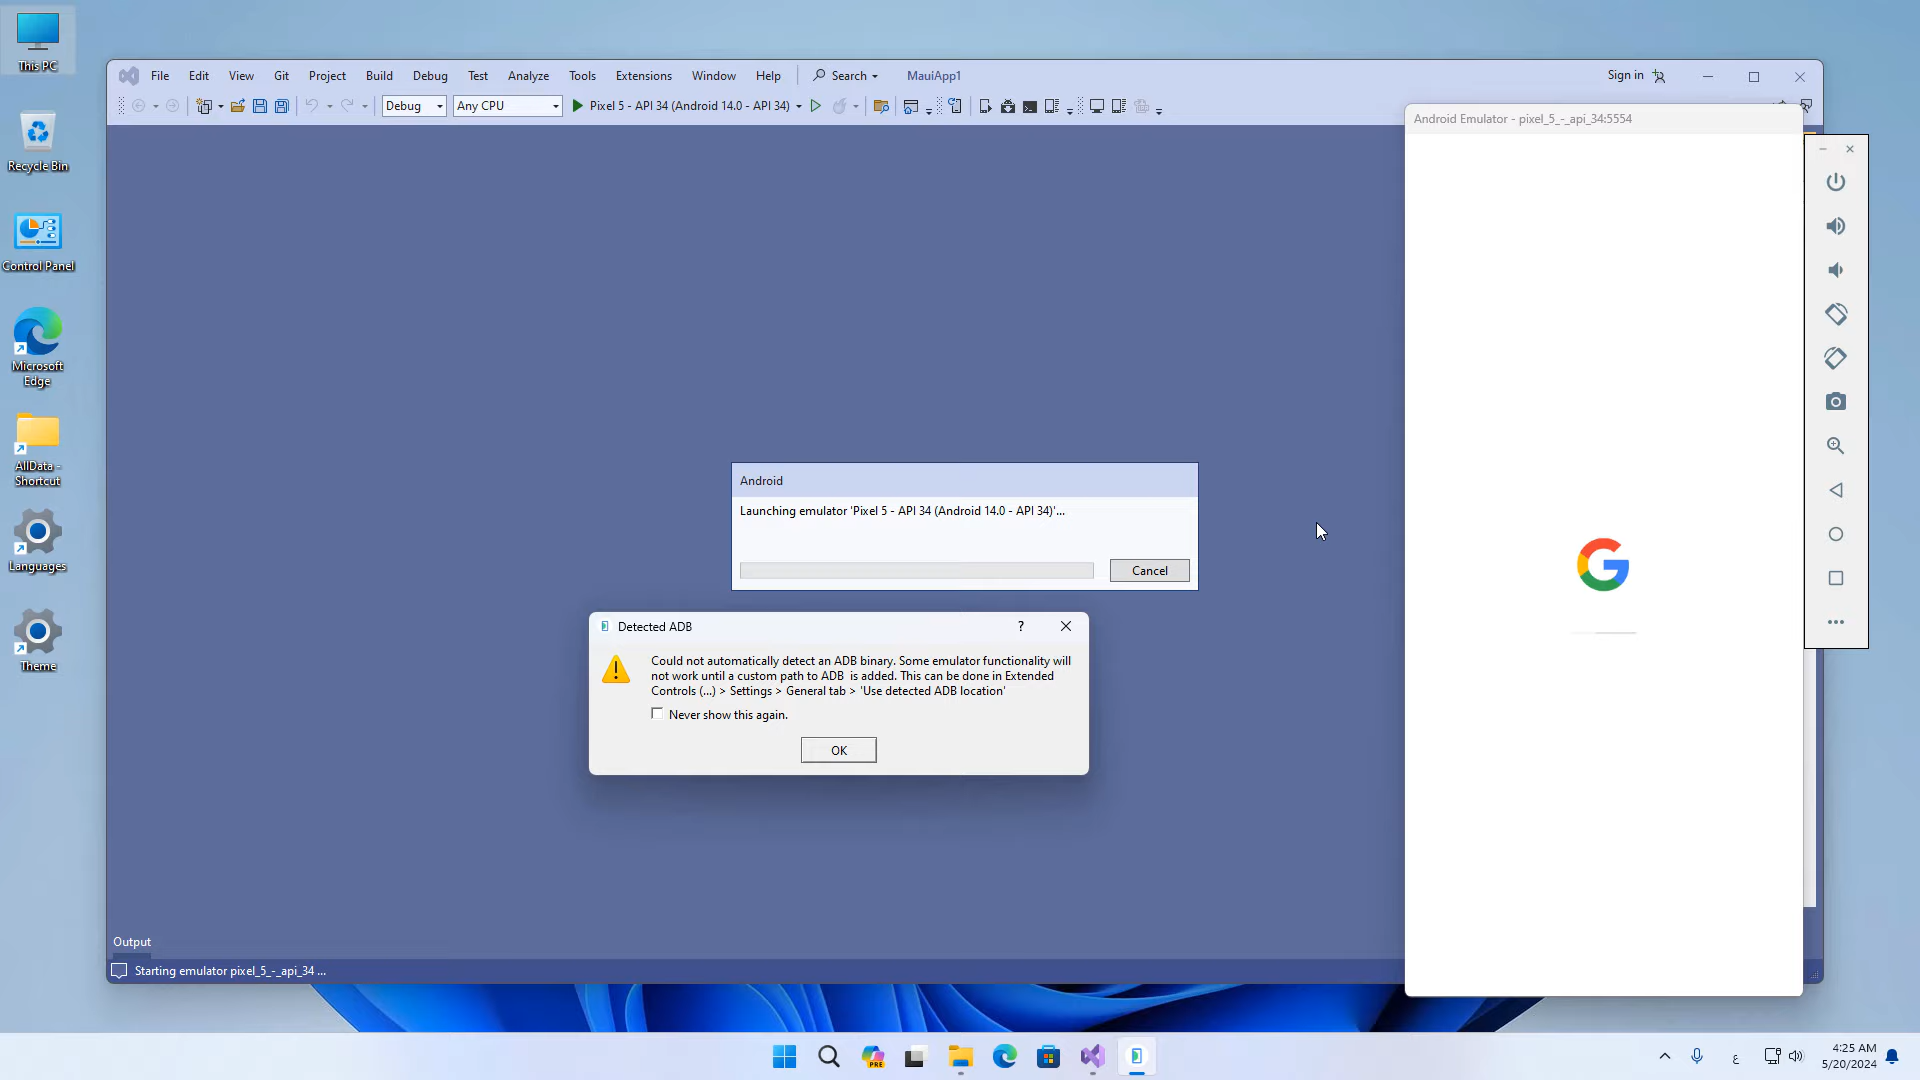 This PC
Recycle Bin
Control Panel
Microsoft
Edge
AllData -
Shortcut
Languages
Theme
File Edit View Git Project Build Debug Test Analyze Tools Extensions Window Help Search MauiApp1 Sign in
Debug Any CPU Pixel 5 - API 34 (Android 14.0 - API 34)
Android Emulator - pixel_5_-_api_34:5554
Android
Launching emulator 'Pixel 5 - API 34 (Android 14.0 - API 34)'...
Cancel
Detected ADB
Could not automatically detect an ADB binary. Some emulator functionality will
not work until a custom path to ADB is added. This can be done in Extended
Controls (...) > Settings > General tab > 'Use detected ADB location'
Never show this again.
OK
Output
Starting emulator pixel_5_-_api_34 ...
PRE
ع
4:25 AM
5/20/2024